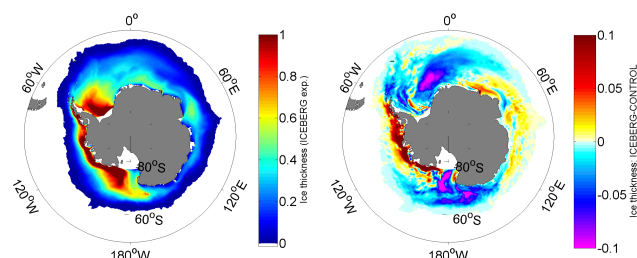 0°
60°W
60°E
120°W
120°E
180°W
80°S
60°S
1
0.8
0.6
0.4
0.2
0
Ice thickness (ICEBERG exp.)
0°
60°W
60°E
120°W
120°E
180°W
80°S
60°S
0.1
0.05
0
-0.05
-0.1
Ice thickness: ICEBERG-CONTROL